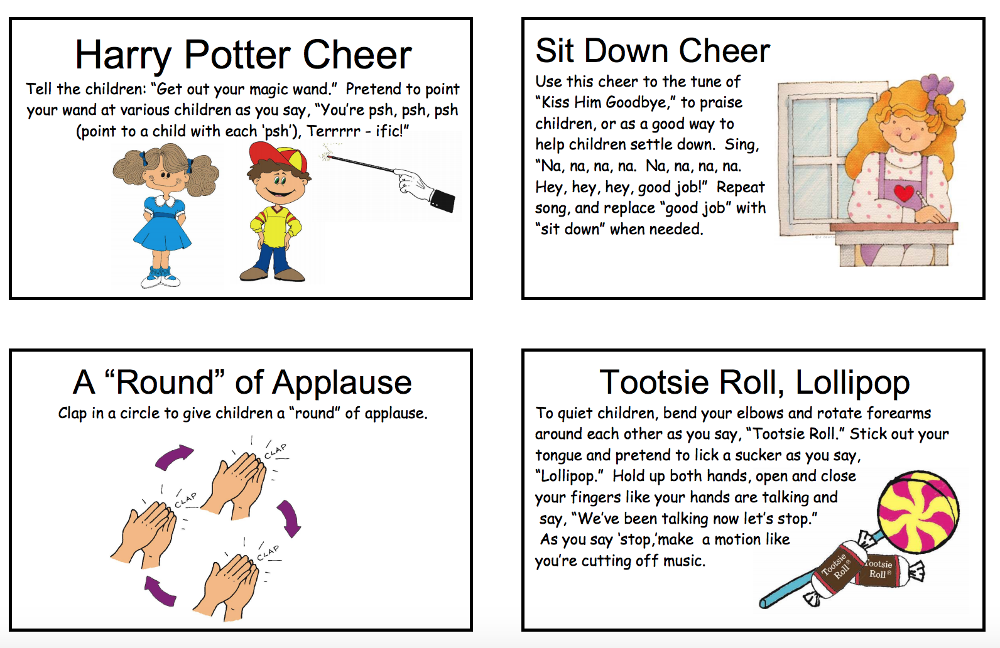 Harry Potter Cheer
Tell the children: “Get out your magic wand.”  Pretend to point
your wand at various children as you say, “You’re psh, psh, psh
(point to a child with each ‘psh’), Terrrrr - ific!”
Sit Down Cheer
Use this cheer to the tune of
“Kiss Him Goodbye,” to praise
children, or as a good way to
help children settle down.  Sing,
“Na, na, na, na.  Na, na, na, na.
Hey, hey, hey, good job!”  Repeat
song, and replace “good job” with
“sit down” when needed.
A “Round” of Applause
Clap in a circle to give children a “round” of applause.
CLAP
CLAP
CLAP
Tootsie Roll, Lollipop
To quiet children, bend your elbows and rotate forearms
around each other as you say, “Tootsie Roll.” Stick out your
tongue and pretend to lick a sucker as you say,
“Lollipop.”  Hold up both hands, open and close
your fingers like your hands are talking and
say, “We’ve been talking now let’s stop.”
As you say ‘stop,’make  a motion like
you’re cutting off music.
Tootsie
Roll®
Tootsie
Roll®